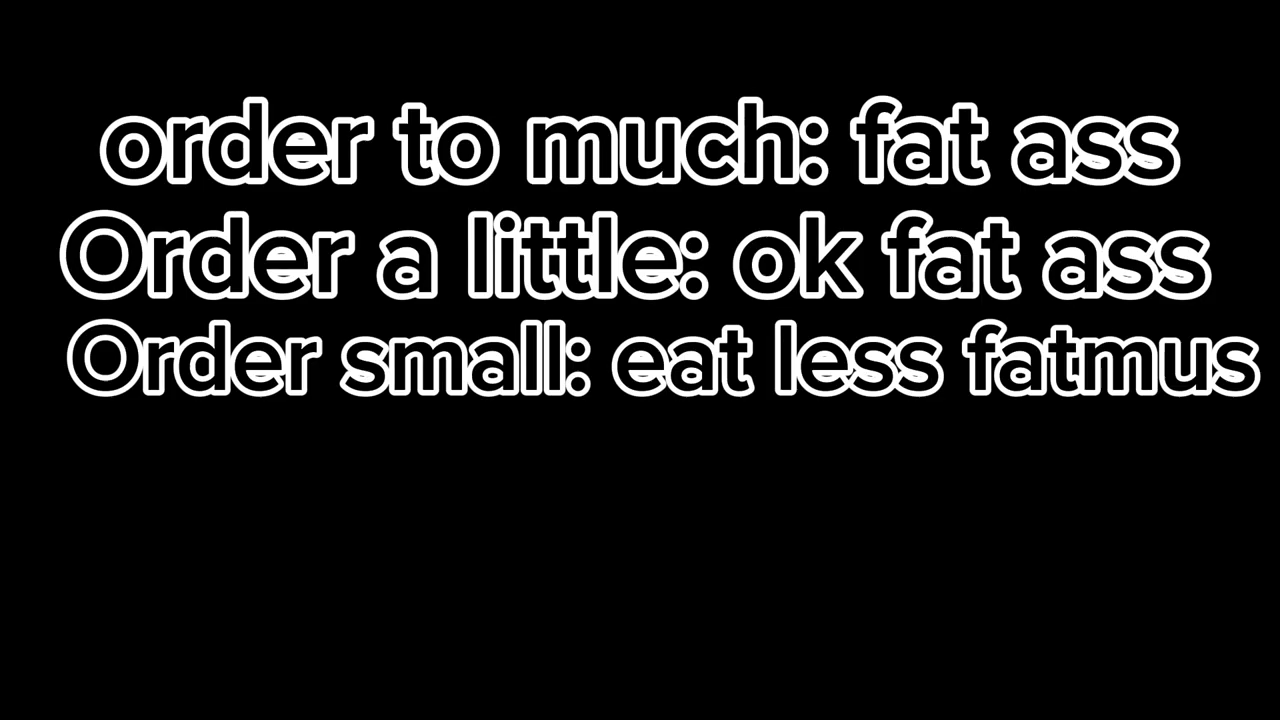 order to much: fat ass
Order a little: ok fat ass
Order small: eat less fatmus